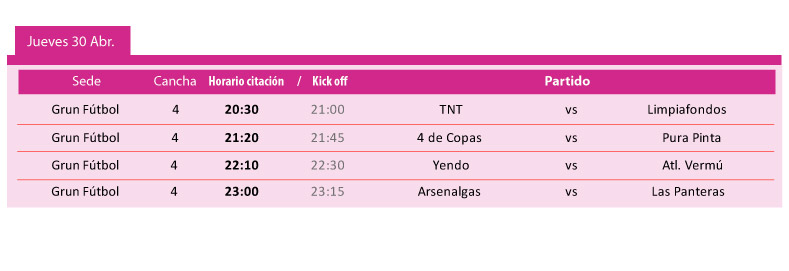 Jueves 30 Abr.
Sede Cancha Horario citación / Kick off Partido
Grun Fútbol 4 20:30 21:00 TNT vs Limpiafondos
Grun Fútbol 4 21:20 21:45 4 de Copas vs Pura Pinta
Grun Fútbol 4 22:10 22:30 Yendo vs Atl. Vermú
Grun Fútbol 4 23:00 23:15 Arsenalgas vs Las Panteras